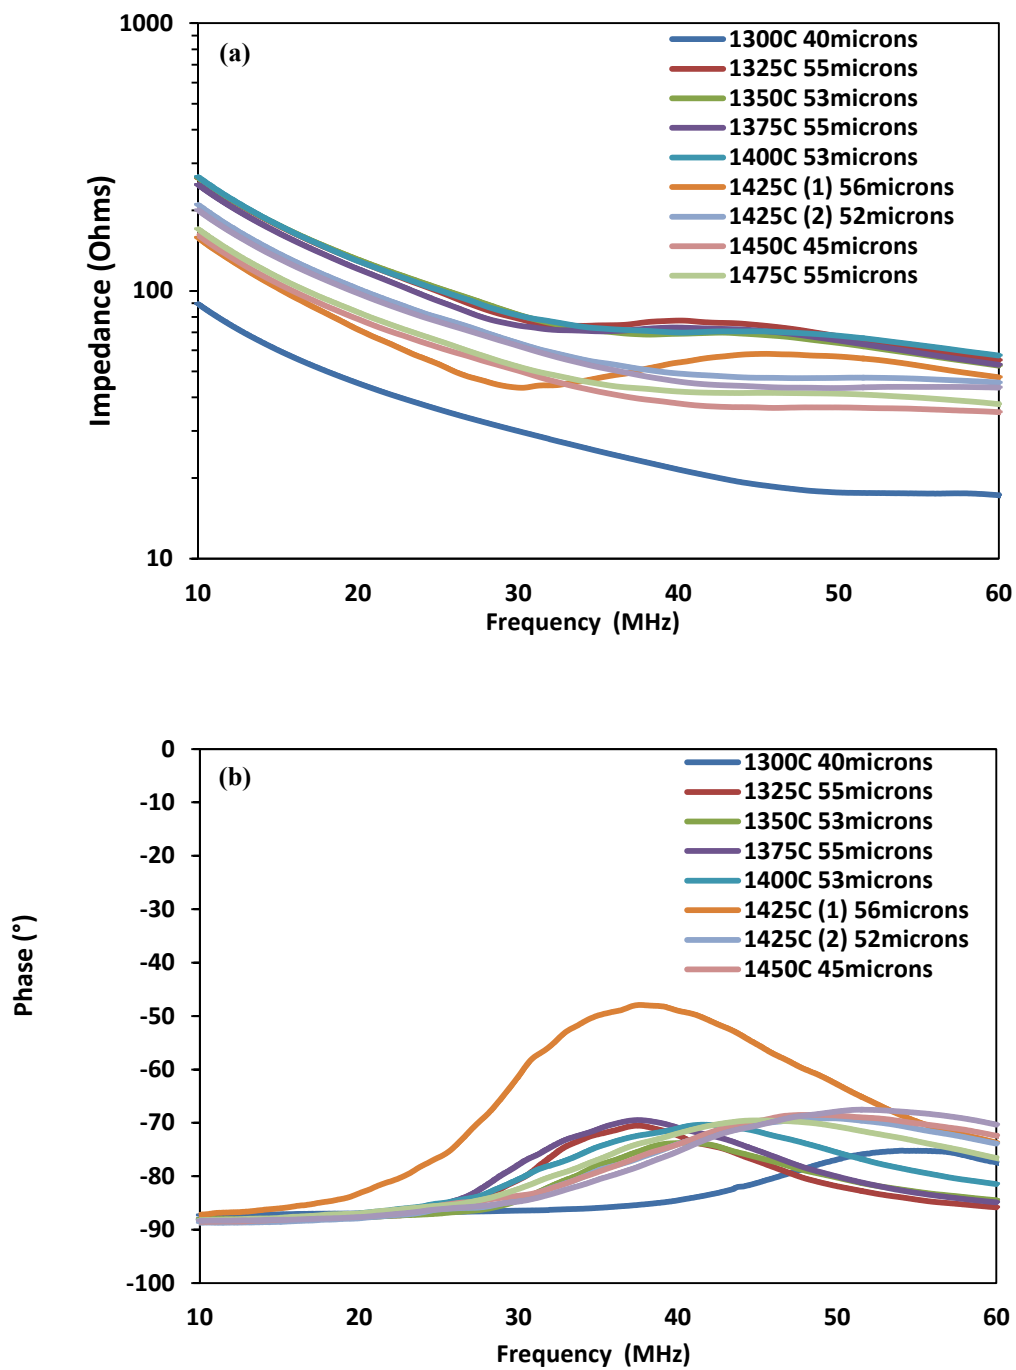 (a)
1000
100
10
Impedance (Ohms)
1300C 40microns
1325C 55microns
1350C 53microns
1375C 55microns
1400C 53microns
1425C (1) 56microns
1425C (2) 52microns
1450C 45microns
1475C 55microns
10 20 30 40 50 60
Frequency (MHz)
(b)
0
-10
-20
-30
-40
-50
-60
-70
-80
-90
-100
Phase (°)
1300C 40microns
1325C 55microns
1350C 53microns
1375C 55microns
1400C 53microns
1425C (1) 56microns
1425C (2) 52microns
1450C 45microns
10 20 30 40 50 60
Frequency (MHz)